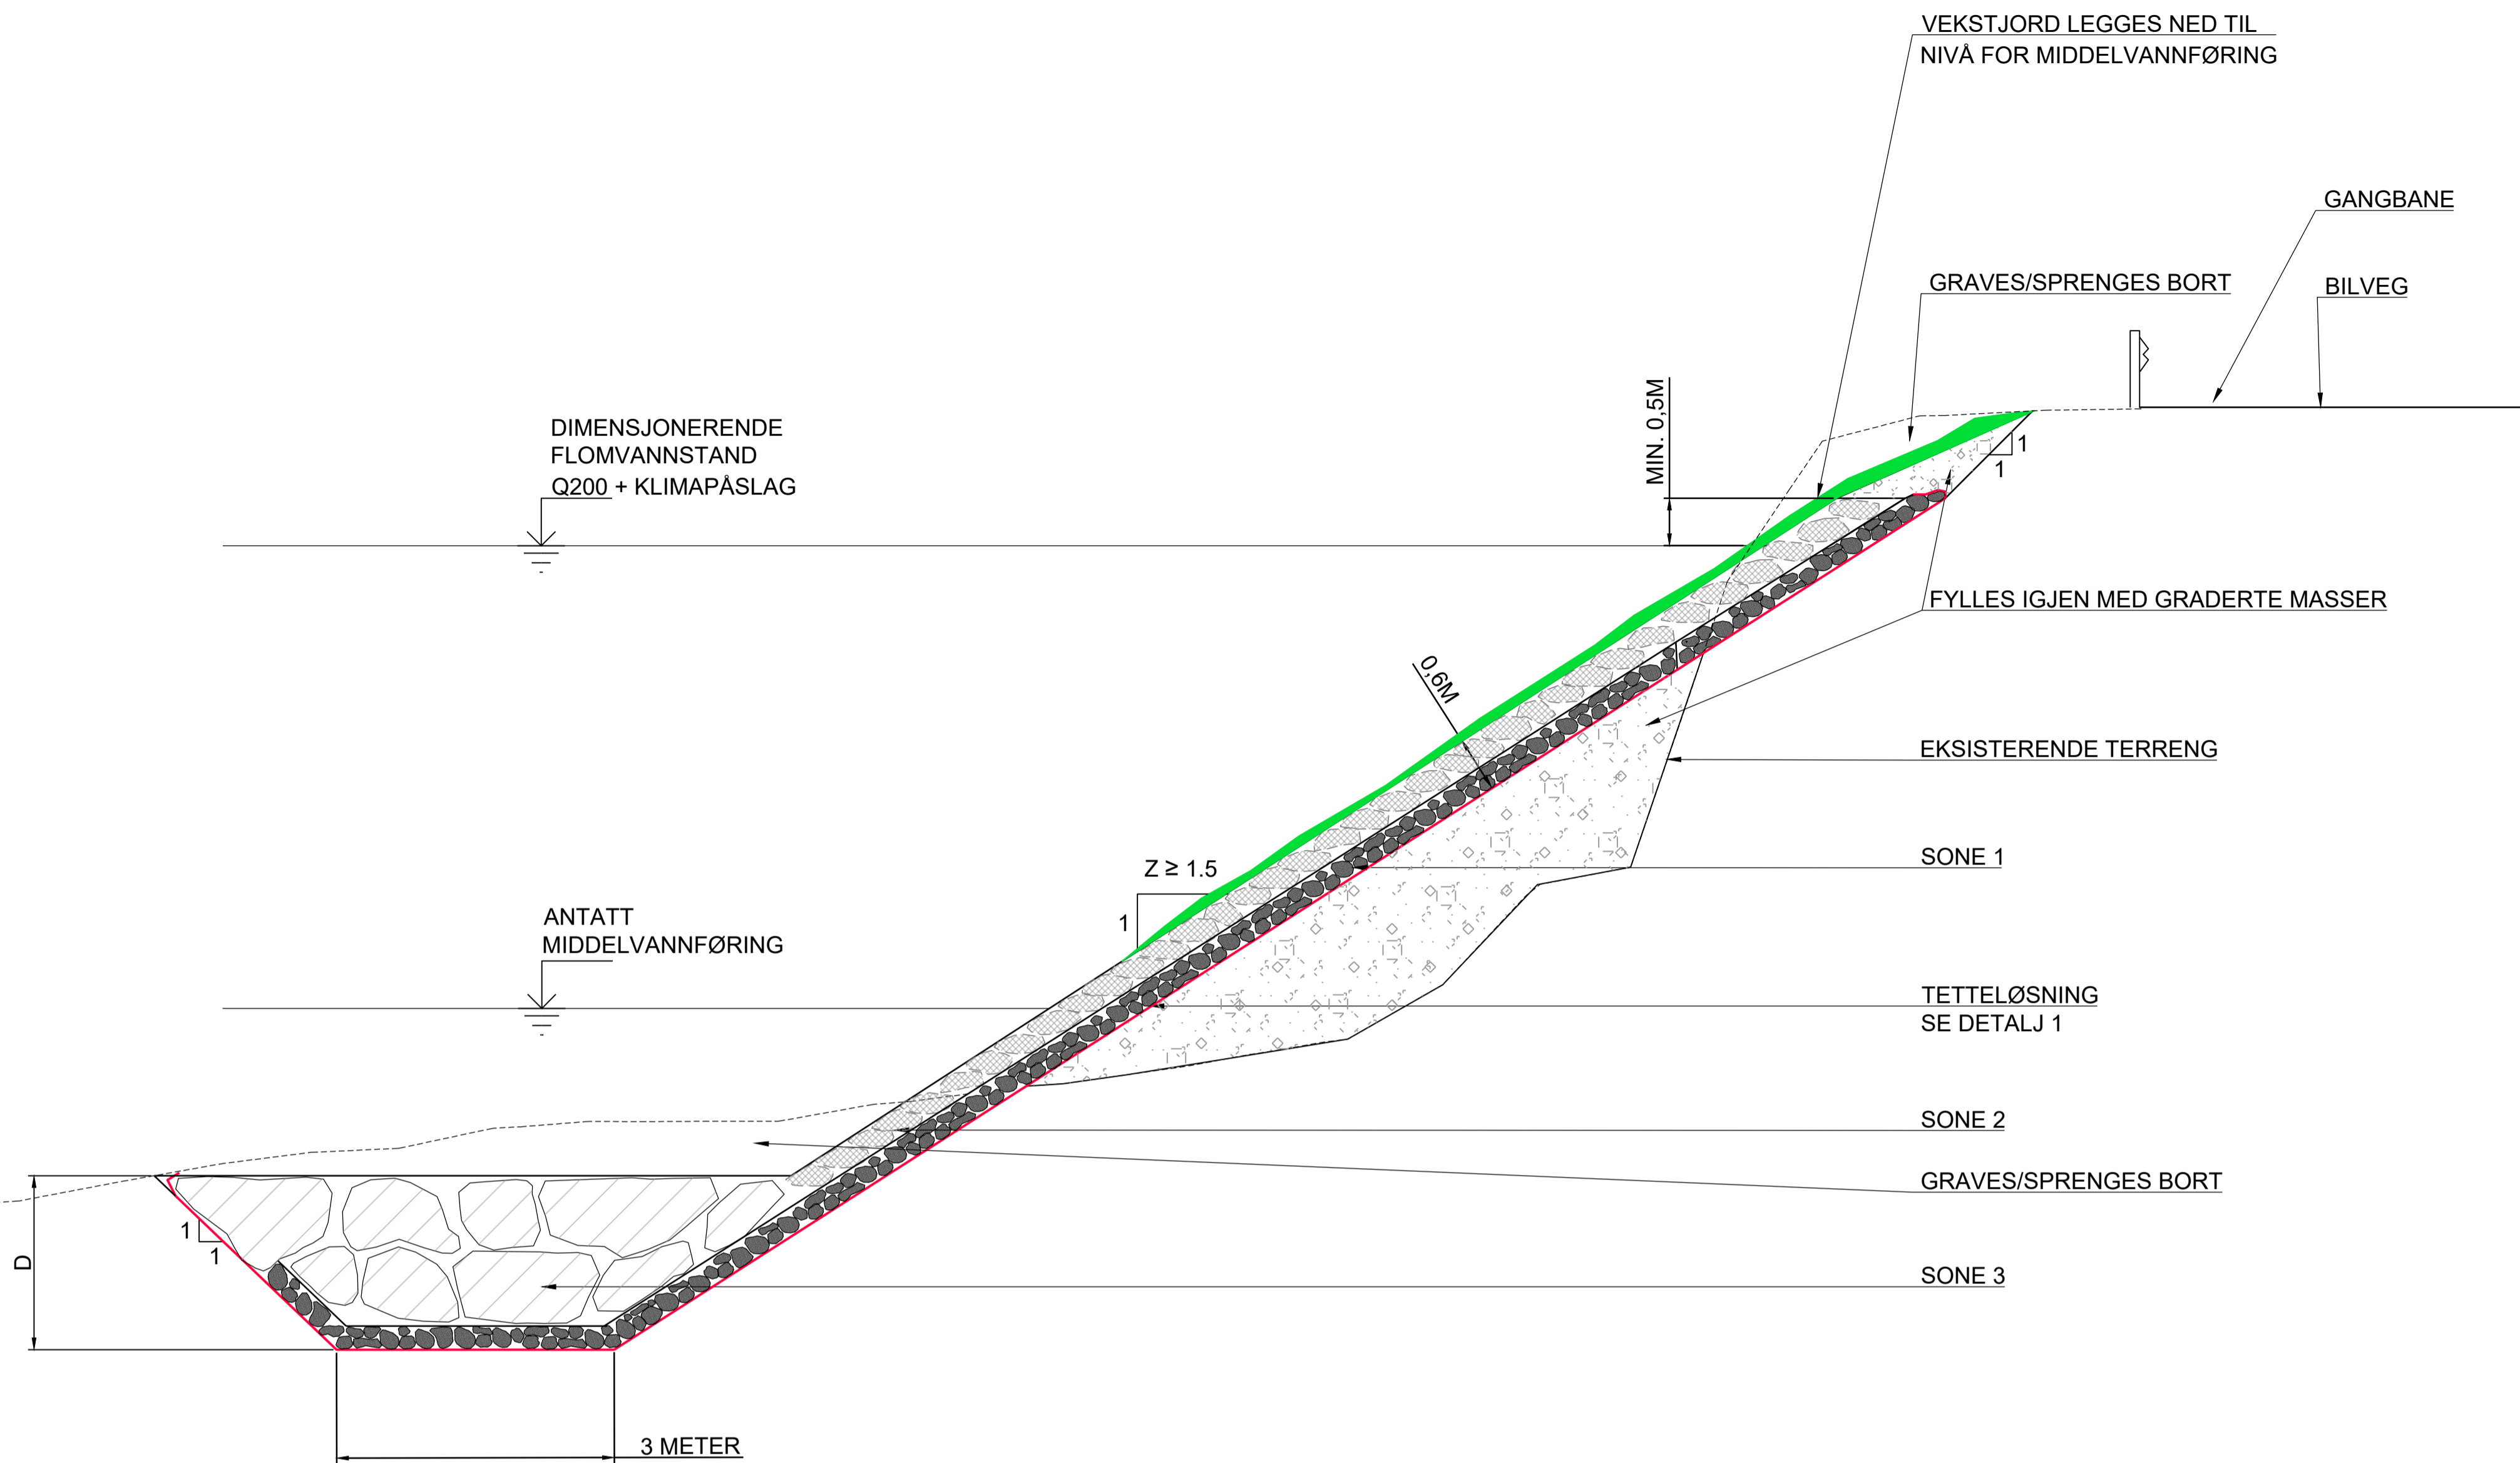 VEKSTJORD LEGGES NED TIL
NIVÅ FOR MIDDELVANNFØRING
GANGBANE
GRAVES/SPRENGES BORT
BILVEG
MIN. 0,5M
DIMENSJONERENDE
FLOMVANNSTAND
Q200 + KLIMAPÅSLAG
1
1
FYLLES IGJEN MED GRADERTE MASSER
0,6M
EKSISTERENDE TERRENG
Z ≥ 1.5
1
SONE 1
ANTATT
MIDDELVANNFØRING
TETTELØSNING
SE DETALJ 1
SONE 2
GRAVES/SPRENGES BORT
1
1
D
SONE 3
3 METER